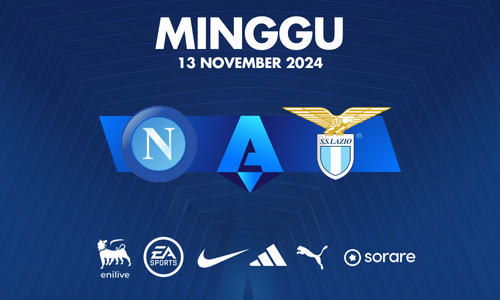 MINGGU
13 NOVEMBER 2024
N
A
S.S.LAZIO
®
enilive
EA
SPORTS
sorare